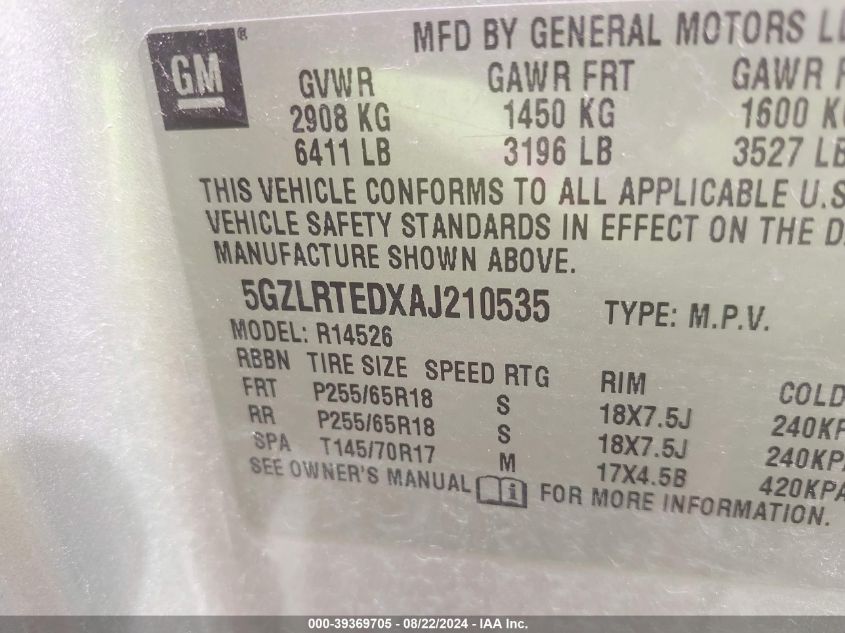 MFD BY GENERAL MOTORS
GM ®
GVWR GAWR FRT GAWR
2908 KG 1450 KG 1600
6411 LB 3196 LB 3527 LB
THIS VEHICLE CONFORMS TO ALL APPLICABLE U.S
VEHICLE SAFETY STANDARDS IN EFFECT ON THE
MANUFACTURE SHOWN ABOVE.
5GZLRTEDXAJ210535 TYPE: M.P.V.
MODEL: R14526
RBBN TIRE SIZE SPEED RTG RIM COLD
FRT P255/65R18 S 18X7.5J 240KP
RR P255/65R18 S 18X7.5J 240KPA
SPA T145/70R17 M 17X4.5B 420KPA
SEE OWNER'S MANUAL i FOR MORE INFORMATION.
000-39369705 - 08/22/2024 - IAA Inc.